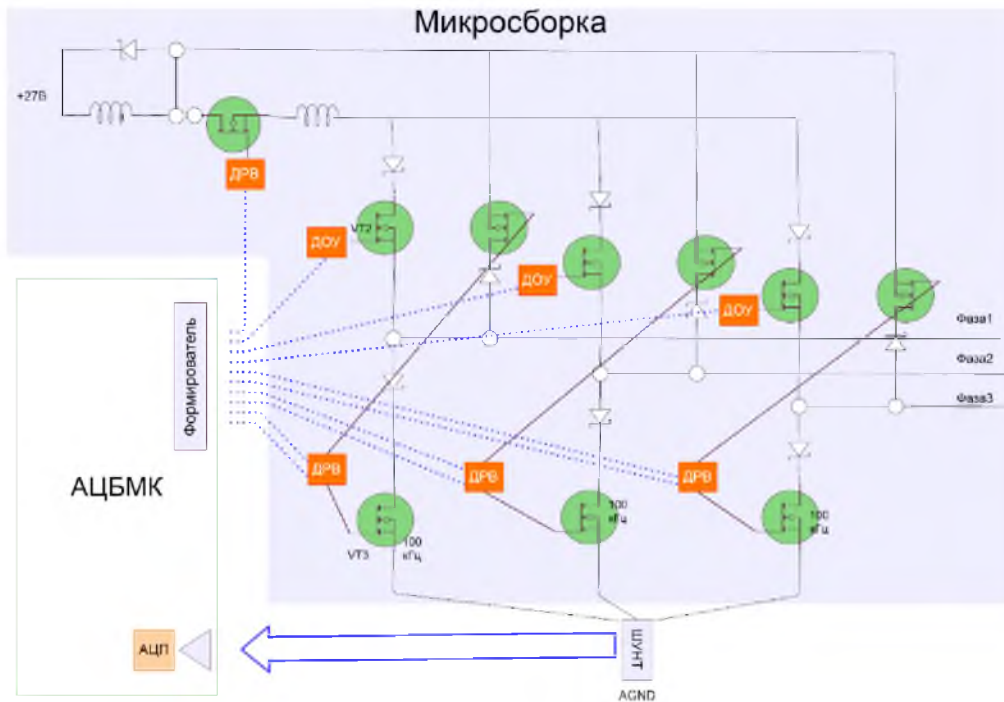 Микросборка
+27В
ДРВ
VT2
ДОУ
ДОУ
ДОУ
Фаза1
Фаза2
Фаза3
Формирователь
АЦБМК
ДРВ
ДРВ
ДРВ
VT3
100
кГц
100
кГц
100
кГц
АЦП
ШУНТ
AGND